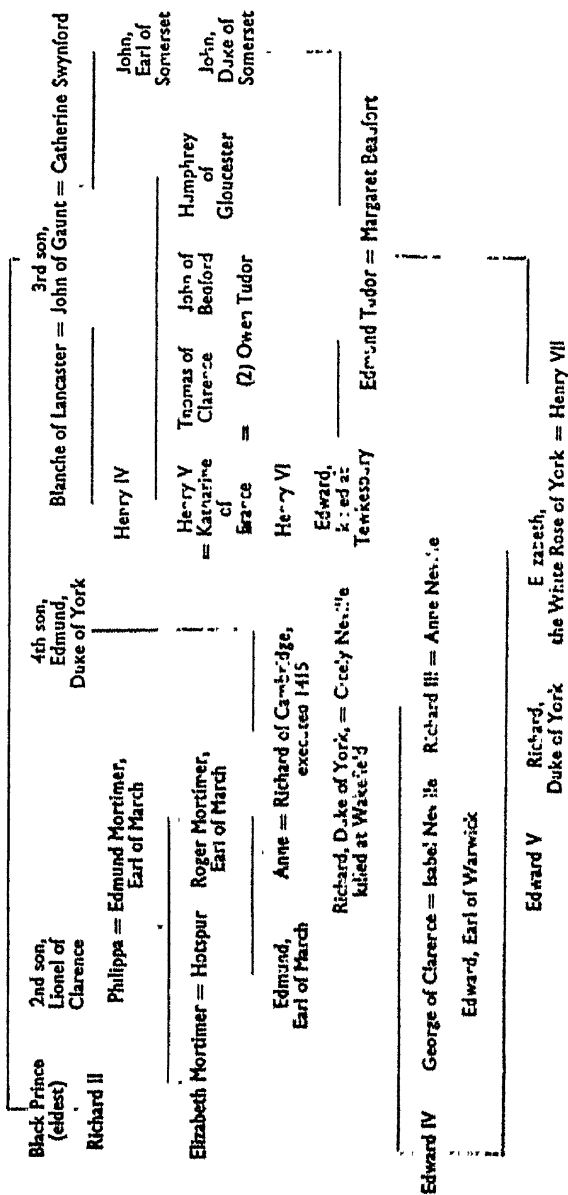 Black Prince
(eldest)
2nd son,
Lionel of
Clarence
4th son,
Edmund,
Duke of York
3rd son,
Blanche of Lancaster = John of Gaunt = Catherine Swynford
Richard II
Philippa = Edmund Mortimer,
Earl of March
Henry IV
John,
Earl of
Somerset
Elizabeth Mortimer = Hotspur
Roger Mortimer,
Earl of March
Henry V
= Katharine
of
France
Thomas of
Clarence
John of
Bedford
Humphrey
of
Gloucester
John,
Duke of
Somerset
= (2) Owen Tudor
Edmund,
Earl of March
Anne = Richard of Cambridge,
executed 1415
Henry VI
Richard, Duke of York, = Cicely Neville
killed at Wakefield
Edward,
killed at
Tewkesbury
Edmund Tudor = Margaret Beaufort
Edward IV
George of Clarence = Isabel Neville
Richard III = Anne Neville
Edward, Earl of Warwick
Edward V
Richard,
Duke of York
Elizabeth,
the White Rose of York = Henry VII